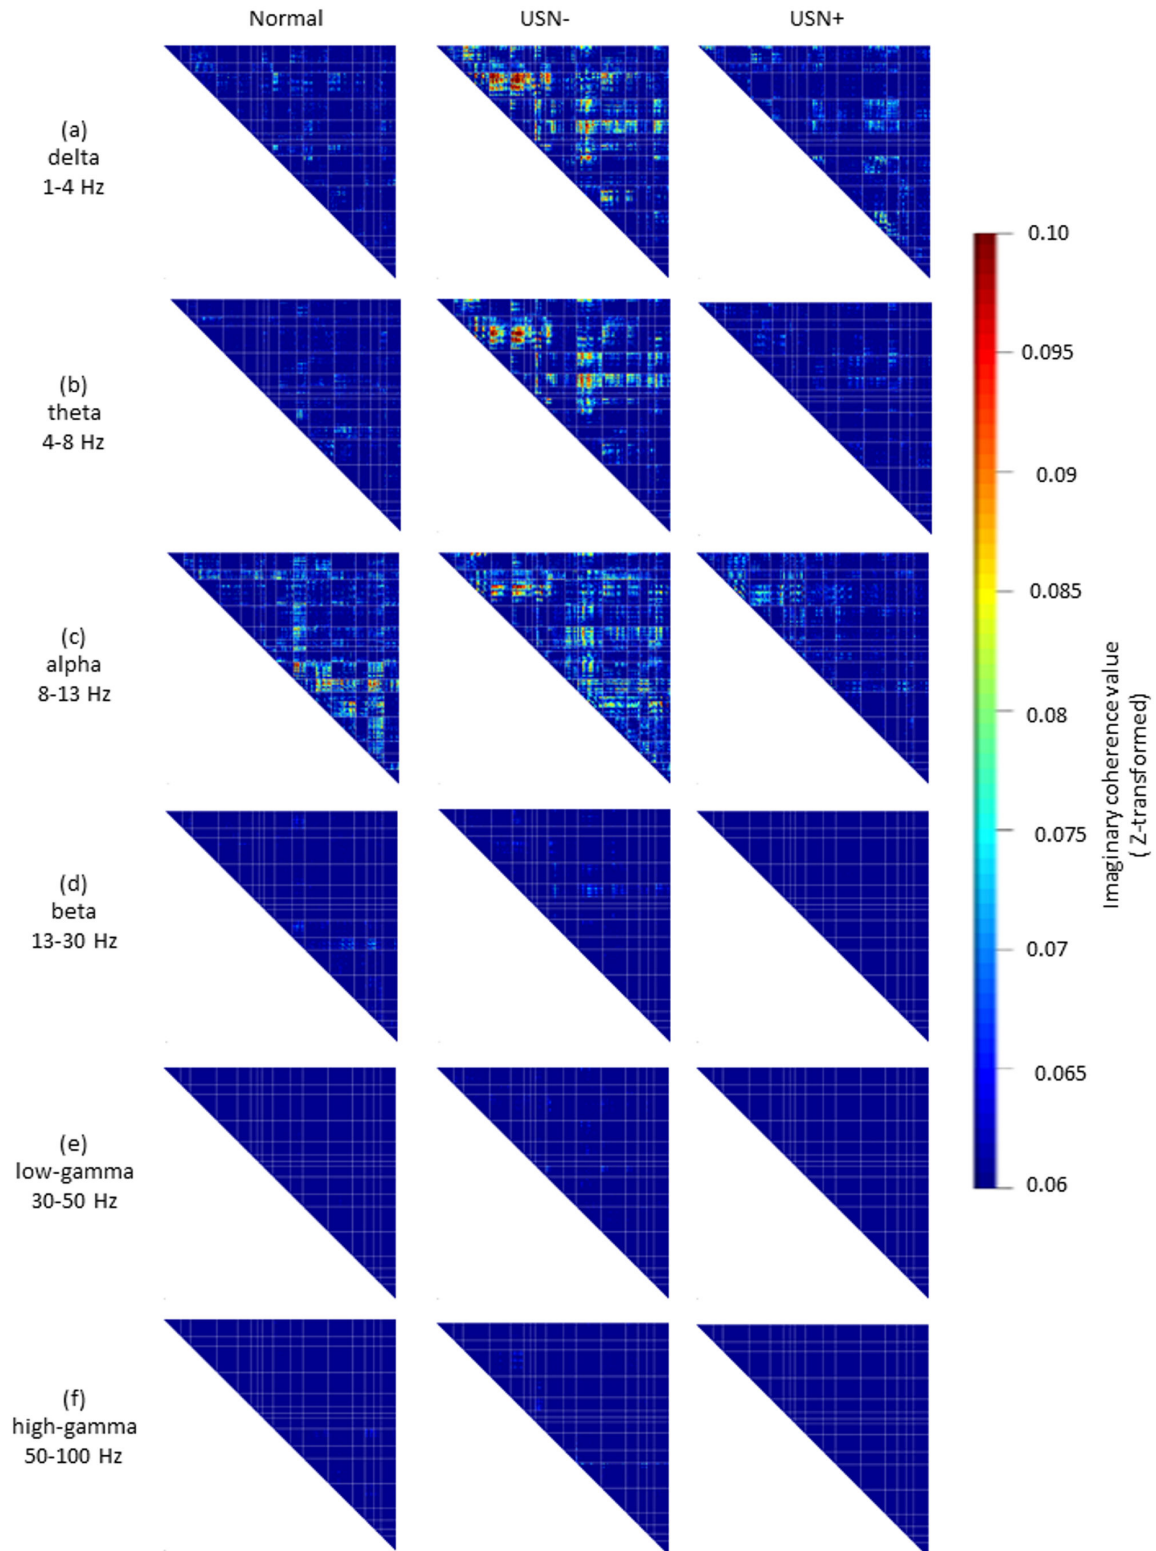 Normal USN- USN+
(a)
delta
1-4 Hz
(b)
theta
4-8 Hz
(c)
alpha
8-13 Hz
(d)
beta
13-30 Hz
(e)
low-gamma
30-50 Hz
(f)
high-gamma
50-100 Hz
0.10
0.095
0.09
0.085
0.08
0.075
0.07
0.065
0.06
Imaginary coherence value
( Z-transformed)